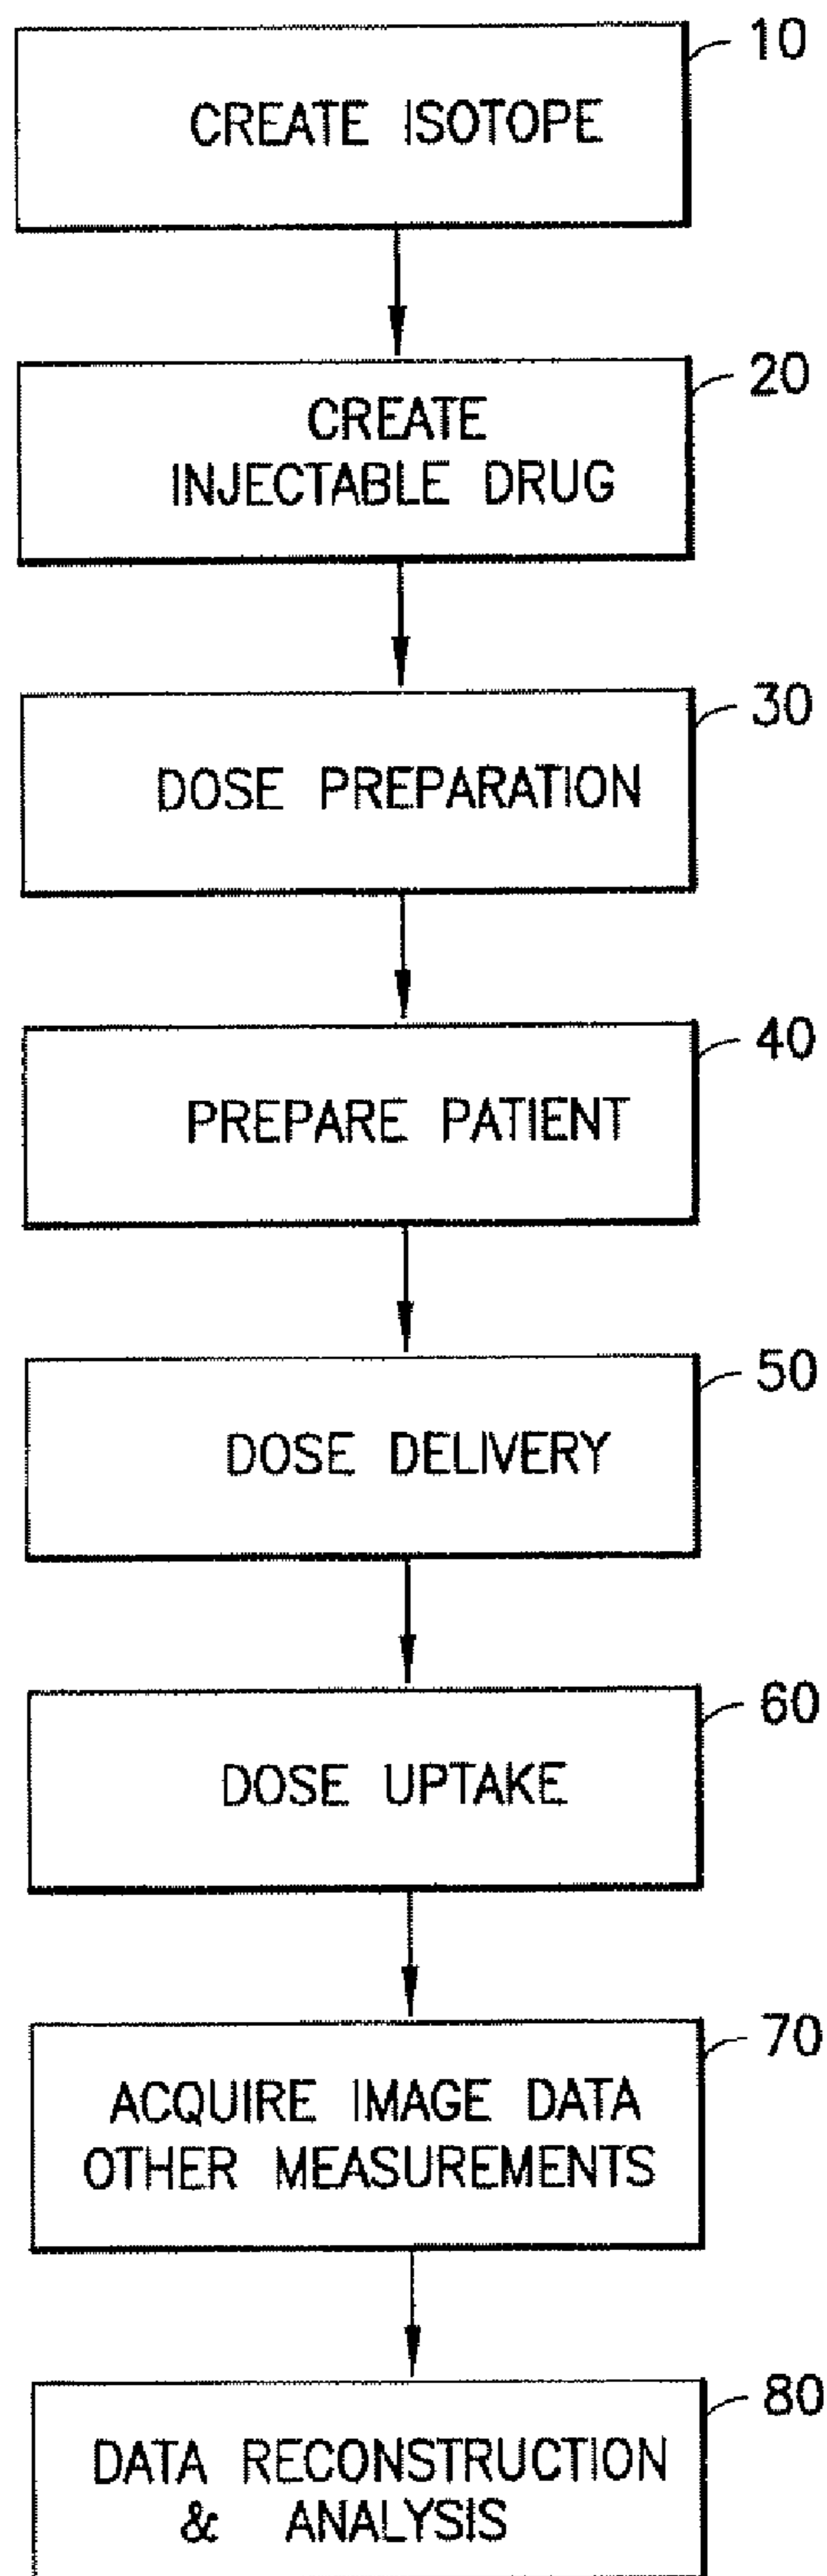 10
CREATE ISOTOPE
20
CREATE
INJECTABLE DRUG
30
DOSE PREPARATION
40
PREPARE PATIENT
50
DOSE DELIVERY
60
DOSE UPTAKE
70
ACQUIRE IMAGE DATA
OTHER MEASUREMENTS
80
DATA RECONSTRUCTION
& ANALYSIS